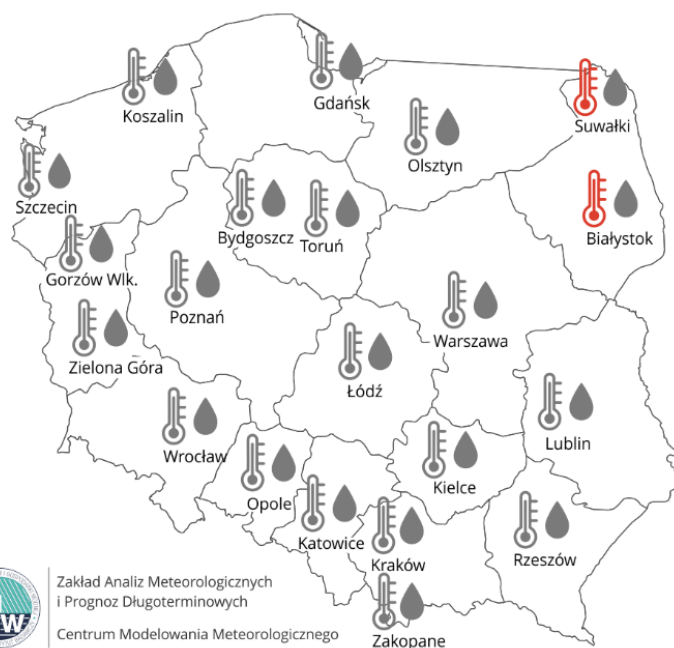 Koszalin
Gdańsk
Suwałki
Olsztyn
Szczecin
Bydgoszcz
Toruń
Białystok
Gorzów Wlk.
Poznań
Warszawa
Zielona Góra
Łódź
Lublin
Wrocław
Kielce
Opole
Katowice
Kraków
Rzeszów
Zakopane
Zakład Analiz Meteorologicznych
i Prognoz Długoterminowych
Centrum Modelowania Meteorologicznego